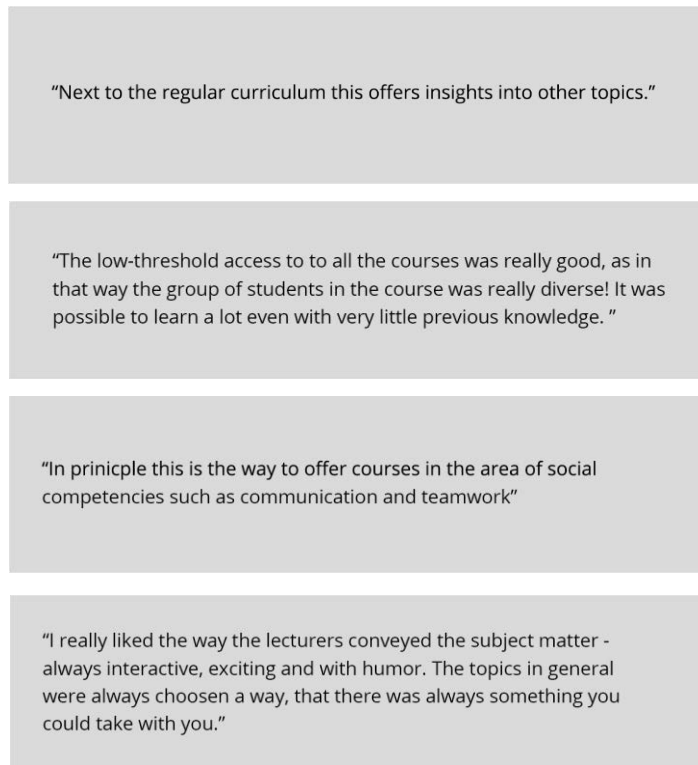 “Next to the regular curriculum this offers insights into other topics.”
“The low-threshold access to to all the courses was really good, as in
that way the group of students in the course was really diverse! It was
possible to learn a lot even with very little previous knowledge. ”
“In prinicple this is the way to offer courses in the area of social
competencies such as communication and teamwork”
“I really liked the way the lecturers conveyed the subject matter -
always interactive, exciting and with humor. The topics in general
were always choosen a way, that there was always something you
could take with you.”